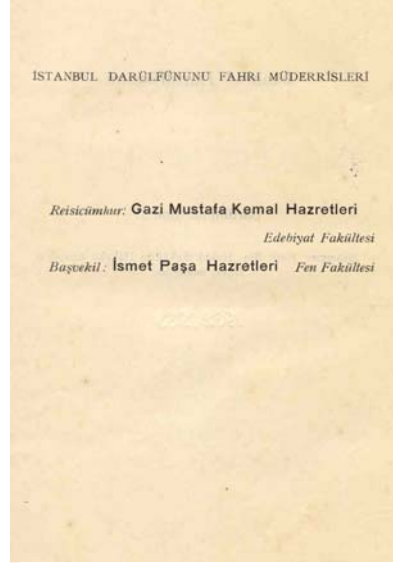 İSTANBUL DARÜLFÜNUNU FAHRI MÜDERRİSLERİ
Reisicümhur: Gazi Mustafa Kemal Hazretleri
Edebiyat Fakültesi
Başvekil: İsmet Paşa Hazretleri Fen Fakültesi